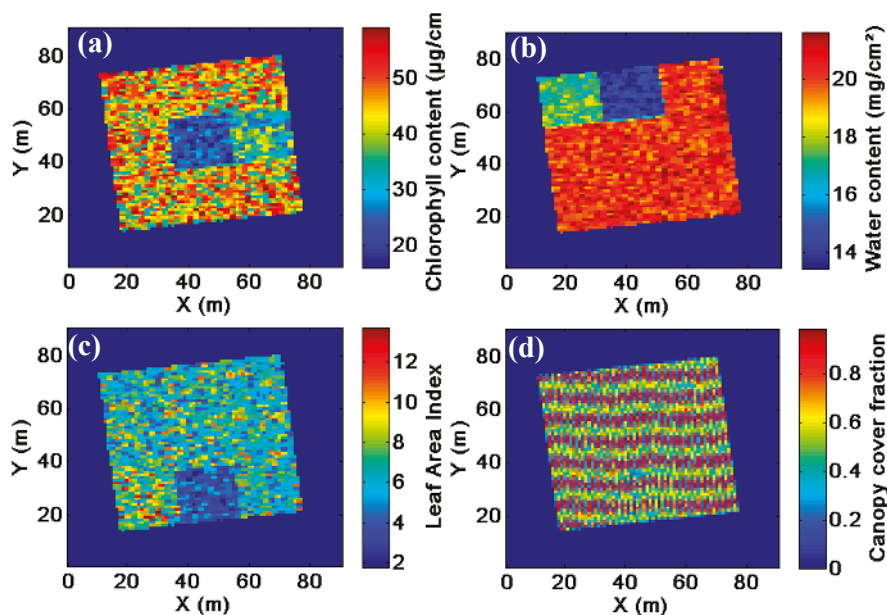 (a)
80
60
40
20
0 20 40 60 80
Y (m)
X (m)
50
40
30
20
Chlorophyll content (µg/cm
(b)
80
60
40
20
0 20 40 60 80
Y (m)
X (m)
20
18
16
14
Water content (mg/cm²)
(c)
80
60
40
20
0 20 40 60 80
Y (m)
X (m)
12
10
8
6
4
2
Leaf Area Index
(d)
80
60
40
20
0 20 40 60 80
Y (m)
X (m)
0.8
0.6
0.4
0.2
0
Canopy cover fraction